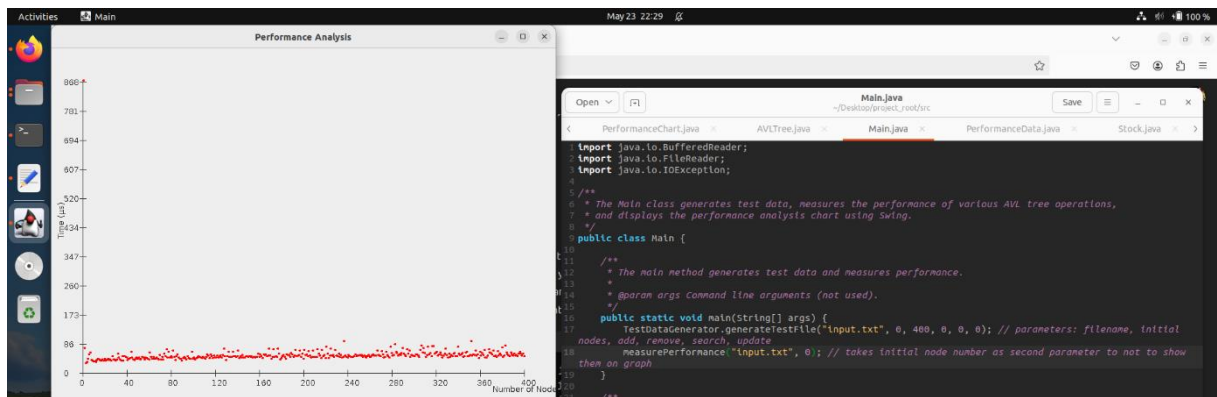 Activities Main May 23 22:29 100 %
Performance Analysis
868
781
694
607
520
434
347
260
173
86
0
Time (µs)
0 40 80 120 160 200 240 280 320 360 400
Number of Node
Open Main.java Save
~/Desktop/project_root/src
PerformanceChart.java AVLTree.java Main.java PerformanceData.java Stock.java
1 import java.io.BufferedReader;
2 import java.io.FileReader;
3 import java.io.IOException;
4
5 /**
6 * The Main class generates test data, measures the performance of various AVL tree operations,
7 * and displays the performance analysis chart using Swing.
8 */
9 public class Main {
10
11 /**
12 * The main method generates test data and measures performance.
13 *
14 * @param args Command line arguments (not used).
15 */
16 public static void main(String[] args) {
17 TestDataGenerator.generateTestFile("input.txt", 0, 400, 0, 0, 0); // parameters: filename, initial
nodes, add, remove, search, update
18 measurePerformance("input.txt", 0); // takes initial node number as second parameter to not to show
them on graph
19 }
20